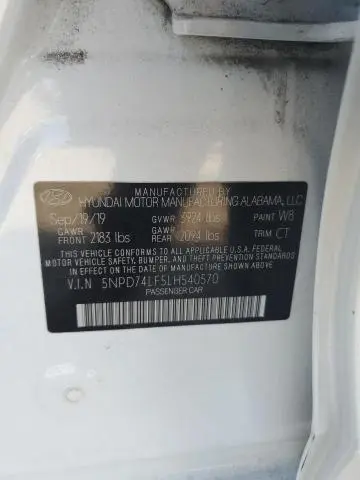 MANUFACTURED BY
HYUNDAI MOTOR MANUFACTURING ALABAMA, LLC
Sep/19/19 GVWR 3924 lbs PAINT W8
GAWR FRONT 2183 lbs GAWR REAR 2094 lbs TRIM CT
THIS VEHICLE CONFORMS TO ALL APPLICABLE U.S.A. FEDERAL
MOTOR VEHICLE SAFETY, BUMPER, AND THEFT PREVENTION
STANDARDS IN EFFECT ON THE DATE OF MANUFACTURE SHOWN ABOVE.
V.I.N 5NPD74LF5LH540570
PASSENGER CAR